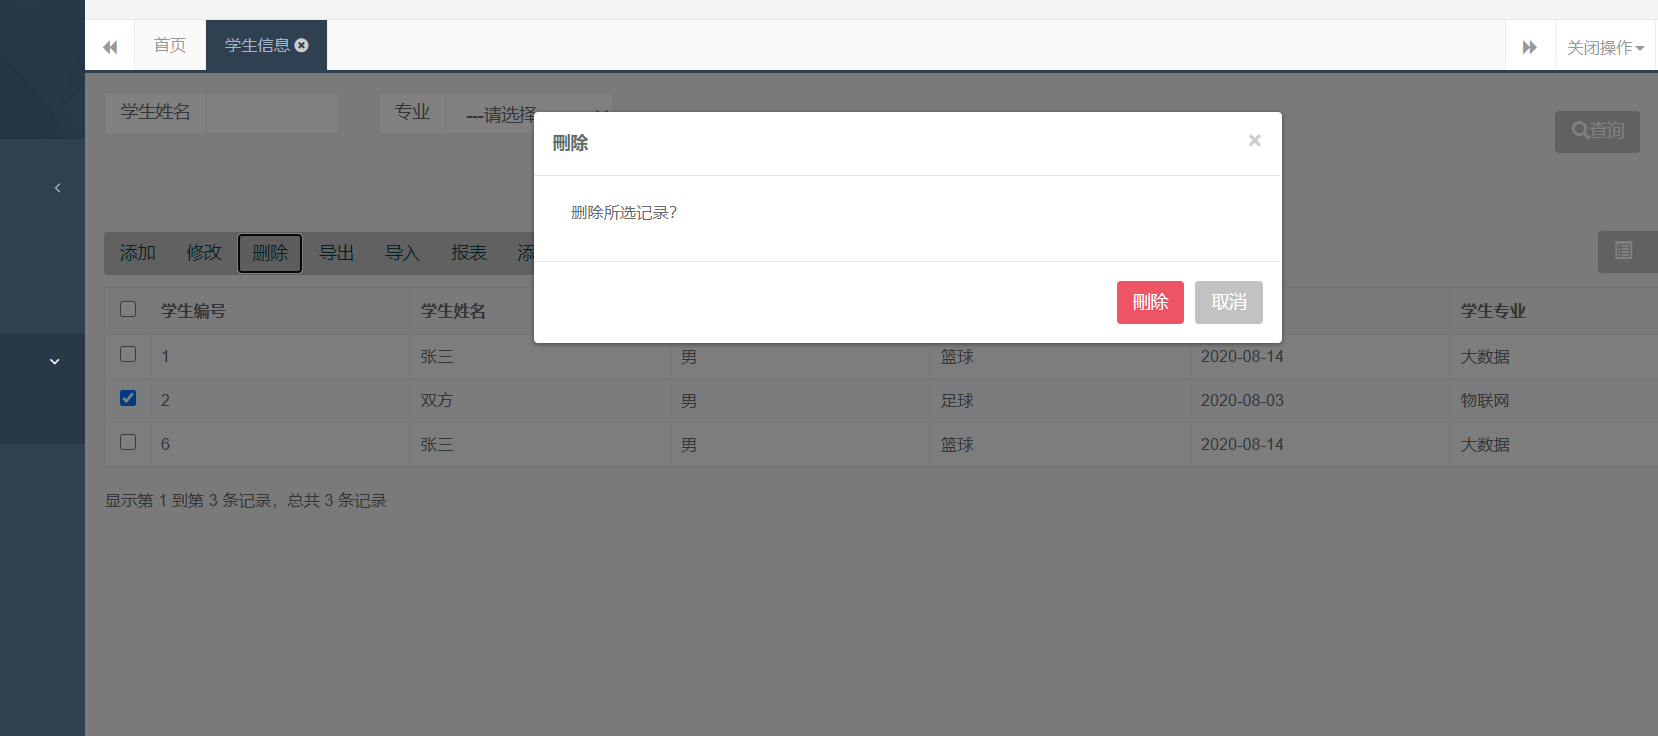 首页
学生信息
关闭操作
学生姓名
专业
---请选择
查询
删除
×
删除所选记录?
删除
取消
添加
修改
删除
导出
导入
报表
学生编号
学生姓名
学生专业
1
张三
男
篮球
2020-08-14
大数据
2
双方
男
足球
2020-08-03
物联网
6
张三
男
篮球
2020-08-14
大数据
显示第 1 到第 3 条记录，总共 3 条记录